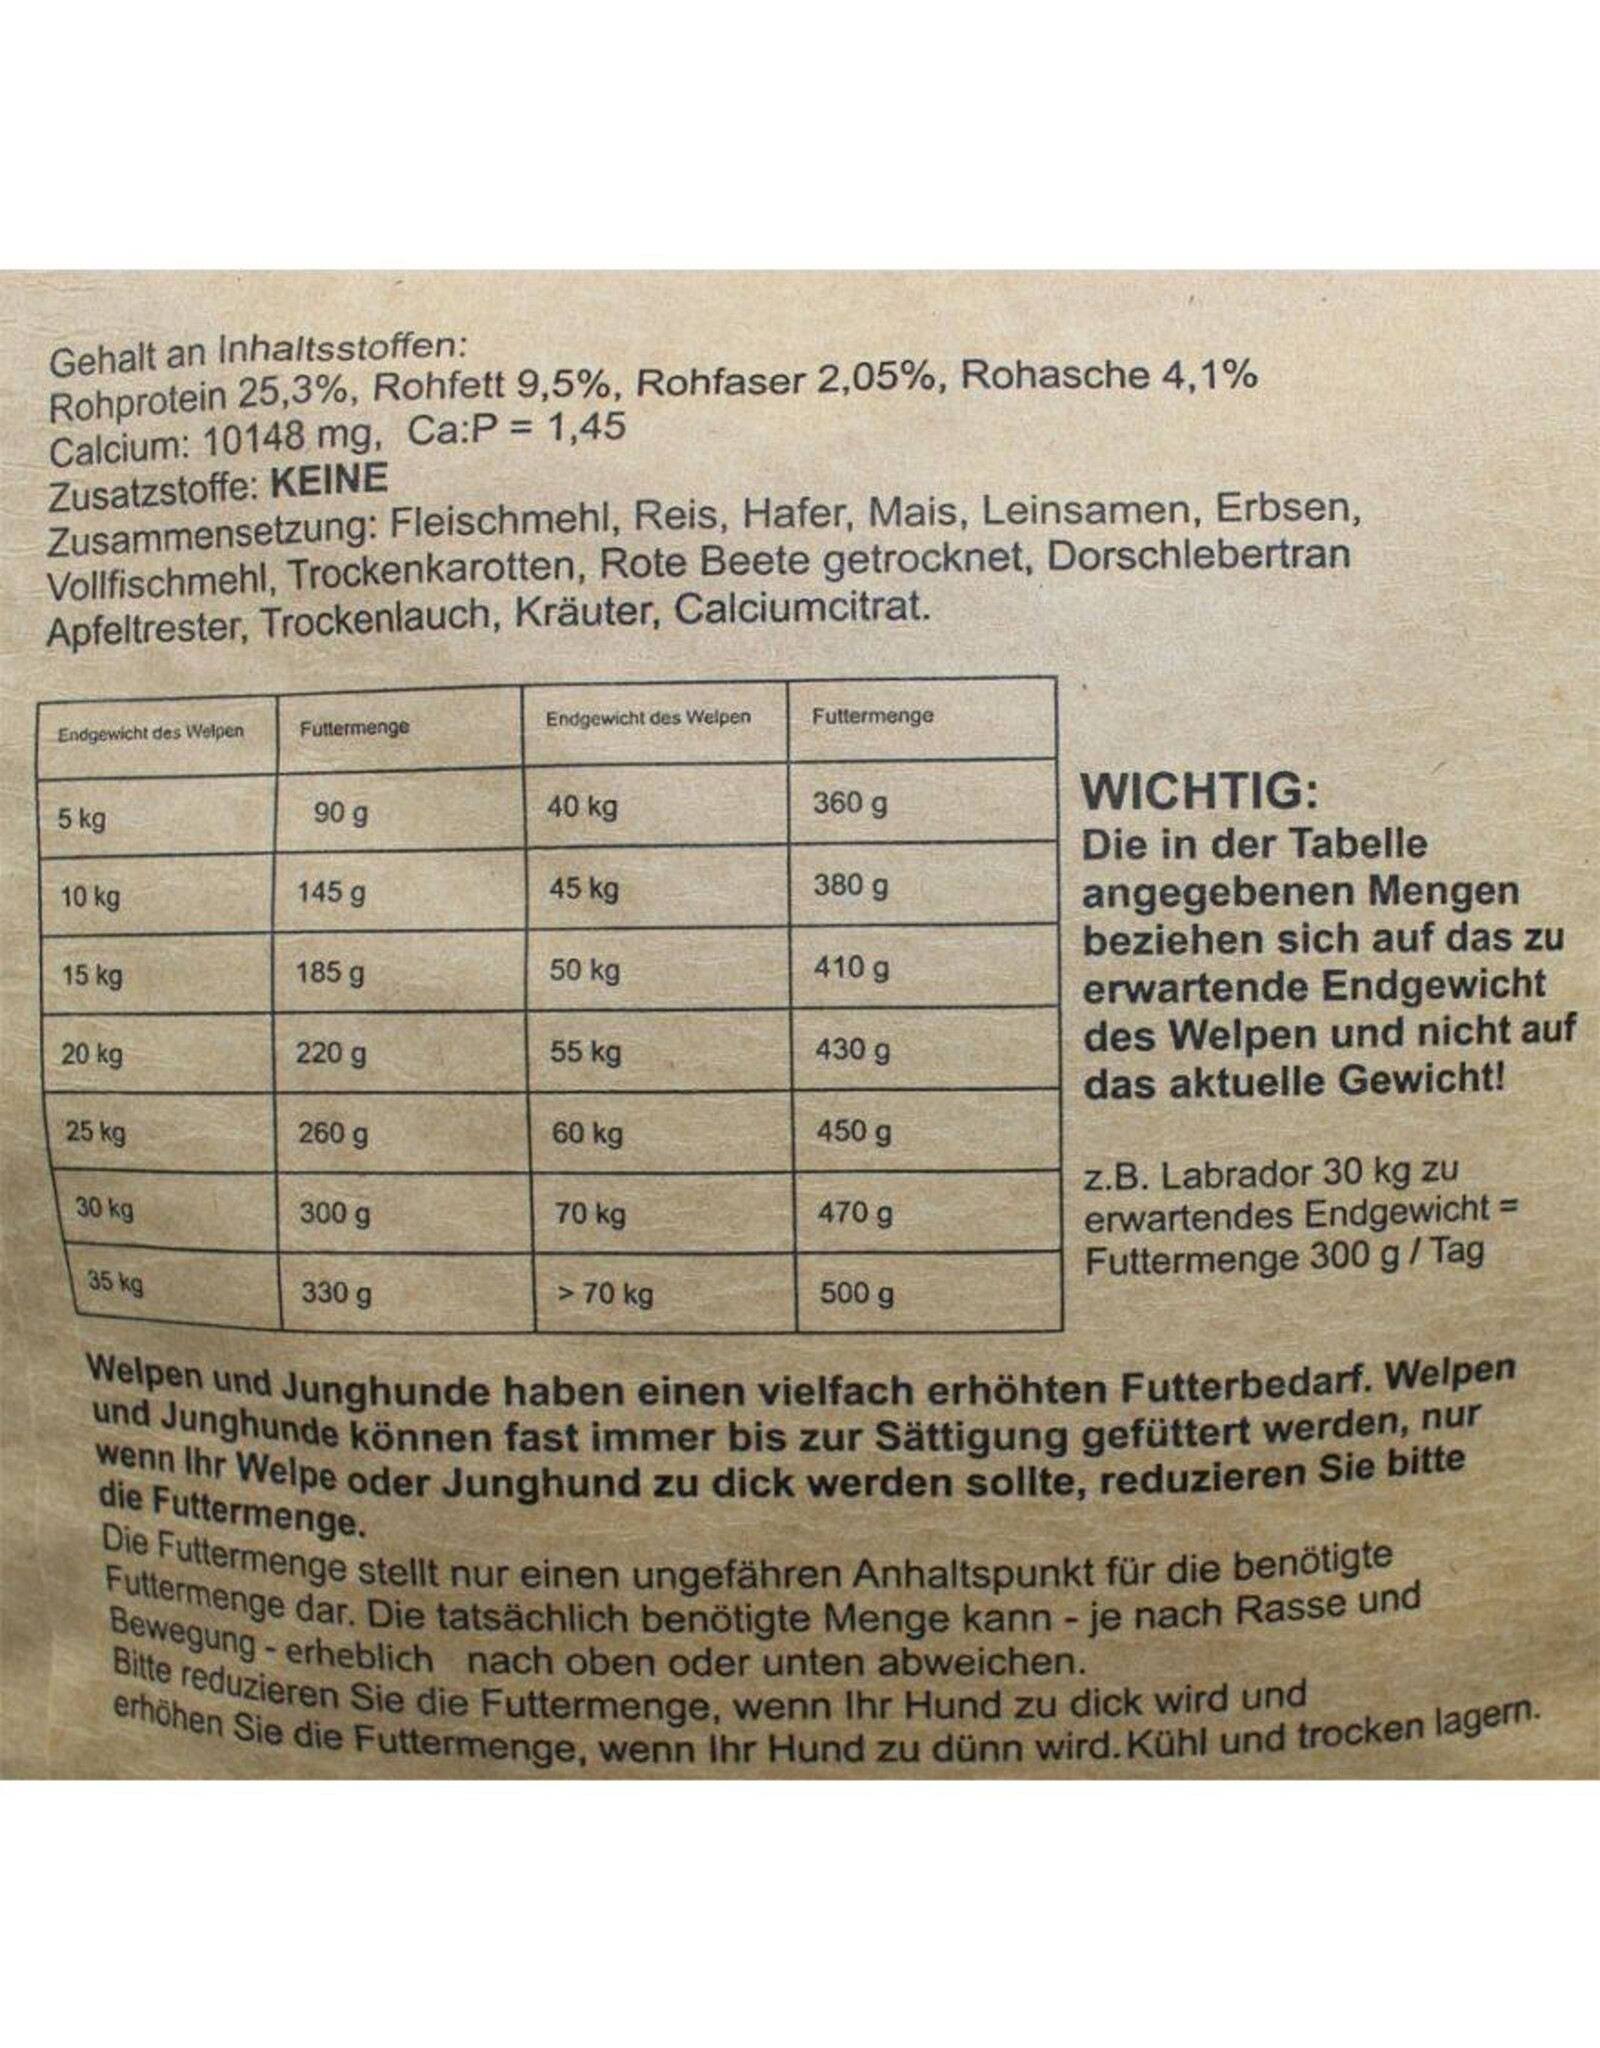 Gehalt an Inhaltsstoffen:
Rohprotein 25,3%, Rohfett 9,5%, Rohfaser 2,05%, Rohasche 4,1%
Calcium: 10148 mg, Ca:P = 1,45
Zusatzstoffe: KEINE
Zusammensetzung: Fleischmehl, Reis, Hafer, Mais, Leinsamen, Erbsen,
Vollfischmehl, Trockenkarotten, Rote Beete getrocknet, Dorschlebertran
Apfeltrester, Trockenlauch, Kräuter, Calciumcitrat.
Endgewicht des Welpen Futtermenge Endgewicht des Welpen Futtermenge
5 kg 90 g 40 kg 360 g
10 kg 145 g 45 kg 380 g
15 kg 185 g 50 kg 410 g
20 kg 220 g 55 kg 430 g
25 kg 260 g 60 kg 450 g
30 kg 300 g 70 kg 470 g
35 kg 330 g > 70 kg 500 g
WICHTIG:
Die in der Tabelle
angegebenen Mengen
beziehen sich auf das zu
erwartende Endgewicht
des Welpen und nicht auf
das aktuelle Gewicht!
z.B. Labrador 30 kg zu
erwartendes Endgewicht =
Futtermenge 300 g / Tag
Welpen und Junghunde haben einen vielfach erhöhten Futterbedarf. Welpen
und Junghunde können fast immer bis zur Sättigung gefüttert werden, nur
wenn Ihr Welpe oder Junghund zu dick werden sollte, reduzieren Sie bitte
die Futtermenge.
Die Futtermenge stellt nur einen ungefähren Anhaltspunkt für die benötigte
Futtermenge dar. Die tatsächlich benötigte Menge kann - je nach Rasse und
Bewegung - erheblich nach oben oder unten abweichen.
Bitte reduzieren Sie die Futtermenge, wenn Ihr Hund zu dick wird und
erhöhen Sie die Futtermenge, wenn Ihr Hund zu dünn wird. Kühl und trocken lagern.